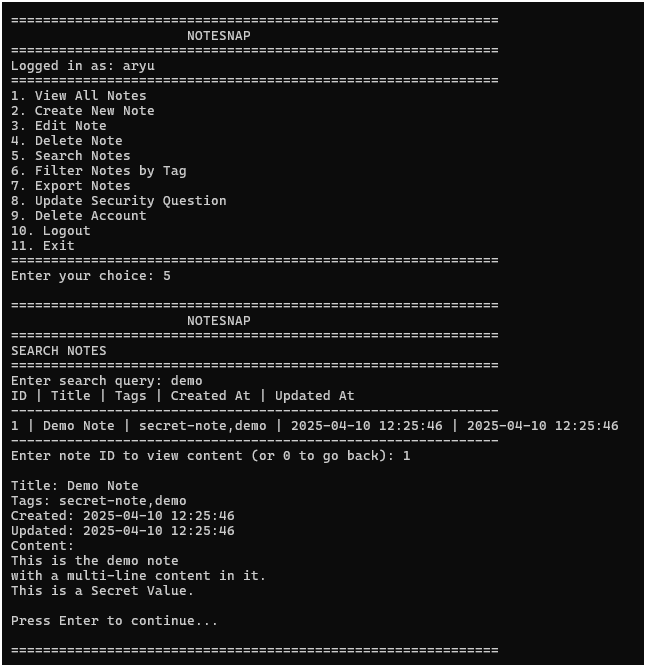 =============================================================
NOTESNAP
=============================================================
Logged in as: aryu
=============================================================
1. View All Notes
2. Create New Note
3. Edit Note
4. Delete Note
5. Search Notes
6. Filter Notes by Tag
7. Export Notes
8. Update Security Question
9. Delete Account
10. Logout
11. Exit
=============================================================
Enter your choice: 5
=============================================================
NOTESNAP
=============================================================
SEARCH NOTES
=============================================================
Enter search query: demo
ID | Title | Tags | Created At | Updated At
-------------------------------------------------------------
1 | Demo Note | secret-note,demo | 2025-04-10 12:25:46 | 2025-04-10 12:25:46
-------------------------------------------------------------
Enter note ID to view content (or 0 to go back): 1
Title: Demo Note
Tags: secret-note,demo
Created: 2025-04-10 12:25:46
Updated: 2025-04-10 12:25:46
Content:
This is the demo note
with a multi-line content in it.
This is a Secret Value.
Press Enter to continue...
=============================================================